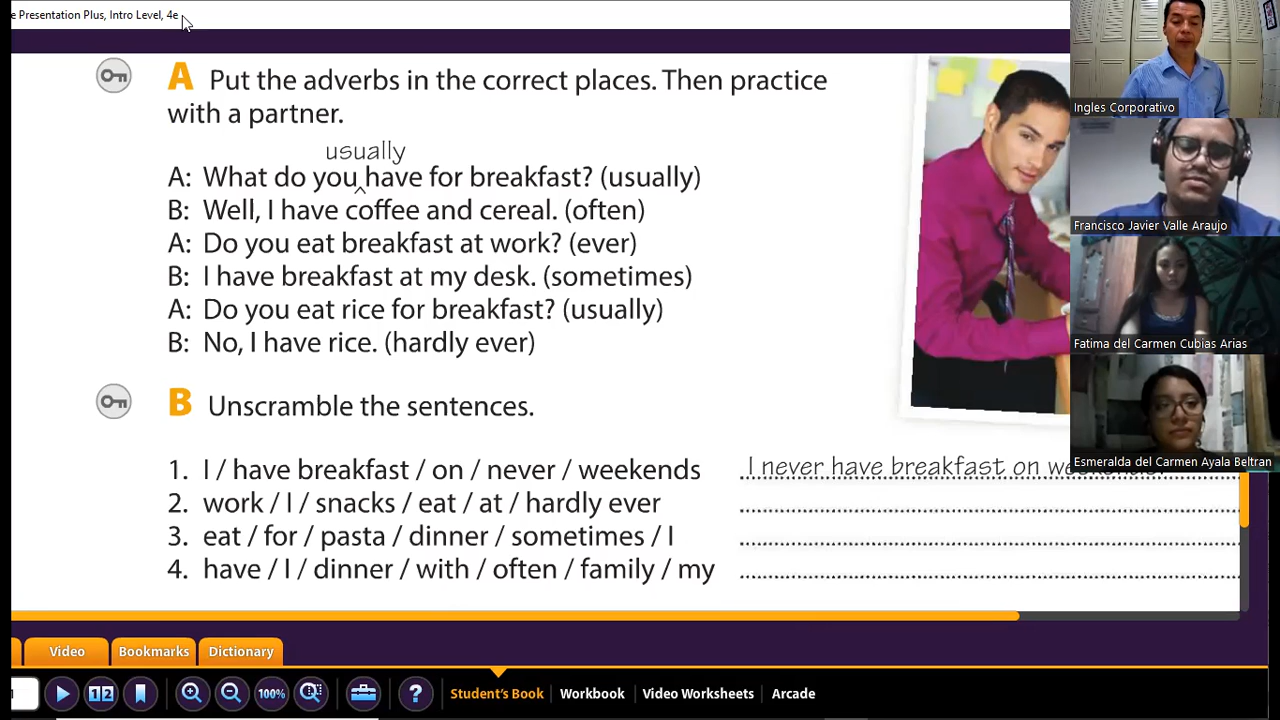 e Presentation Plus, Intro Level, 4e
A Put the adverbs in the correct places. Then practice
with a partner.
usually
A: What do you have for breakfast? (usually)
B: Well, I have coffee and cereal. (often)
A: Do you eat breakfast at work? (ever)
B: I have breakfast at my desk. (sometimes)
A: Do you eat rice for breakfast? (usually)
B: No, I have rice. (hardly ever)
B Unscramble the sentences.
1. I / have breakfast / on / never / weekends I never have breakfast on
2. work / I / snacks / eat / at / hardly ever
3. eat / for / pasta / dinner / sometimes / I
4. have / I / dinner / with / often / family / my
Ingles Corporativo
Francisco Javier Valle Araujo
Fatima del Carmen Cubias Arias
Esmeralda del Carmen Ayala Beltran
Video Bookmarks Dictionary
1 2 100% ? Student's Book Workbook Video Worksheets Arcade